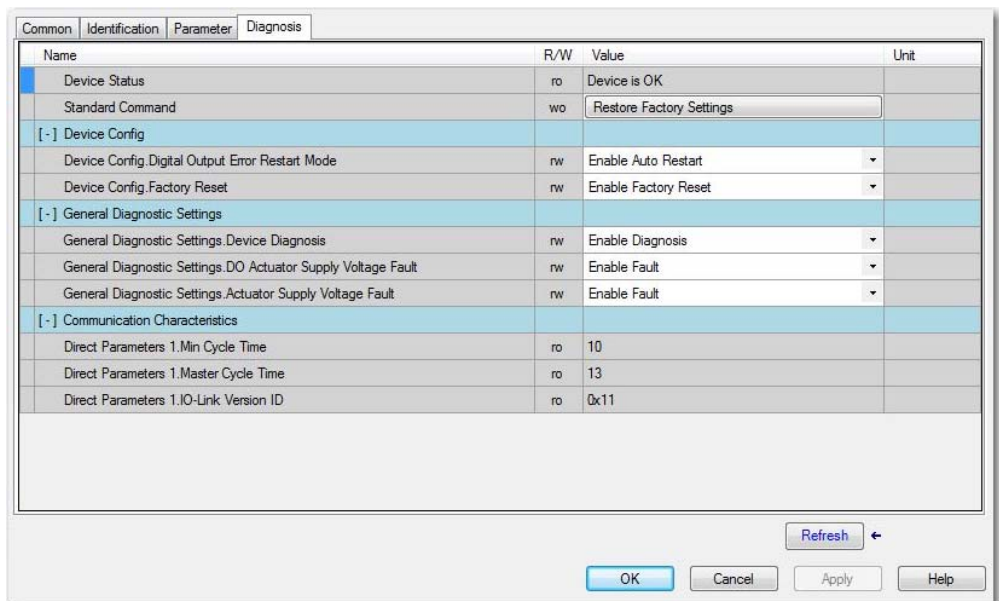 Common Identification Parameter Diagnosis
Name R/W Value Unit
Device Status ro Device is OK
Standard Command wo Restore Factory Settings
[-] Device Config
Device Config.Digital Output Error Restart Mode rw Enable Auto Restart
Device Config.Factory Reset rw Enable Factory Reset
[-] General Diagnostic Settings
General Diagnostic Settings.Device Diagnosis rw Enable Diagnosis
General Diagnostic Settings.DO Actuator Supply Voltage Fault rw Enable Fault
General Diagnostic Settings.Actuator Supply Voltage Fault rw Enable Fault
[-] Communication Characteristics
Direct Parameters 1.Min Cycle Time ro 10
Direct Parameters 1.Master Cycle Time ro 13
Direct Parameters 1.IO-Link Version ID ro 0x11
Refresh ←
OK Cancel Apply Help